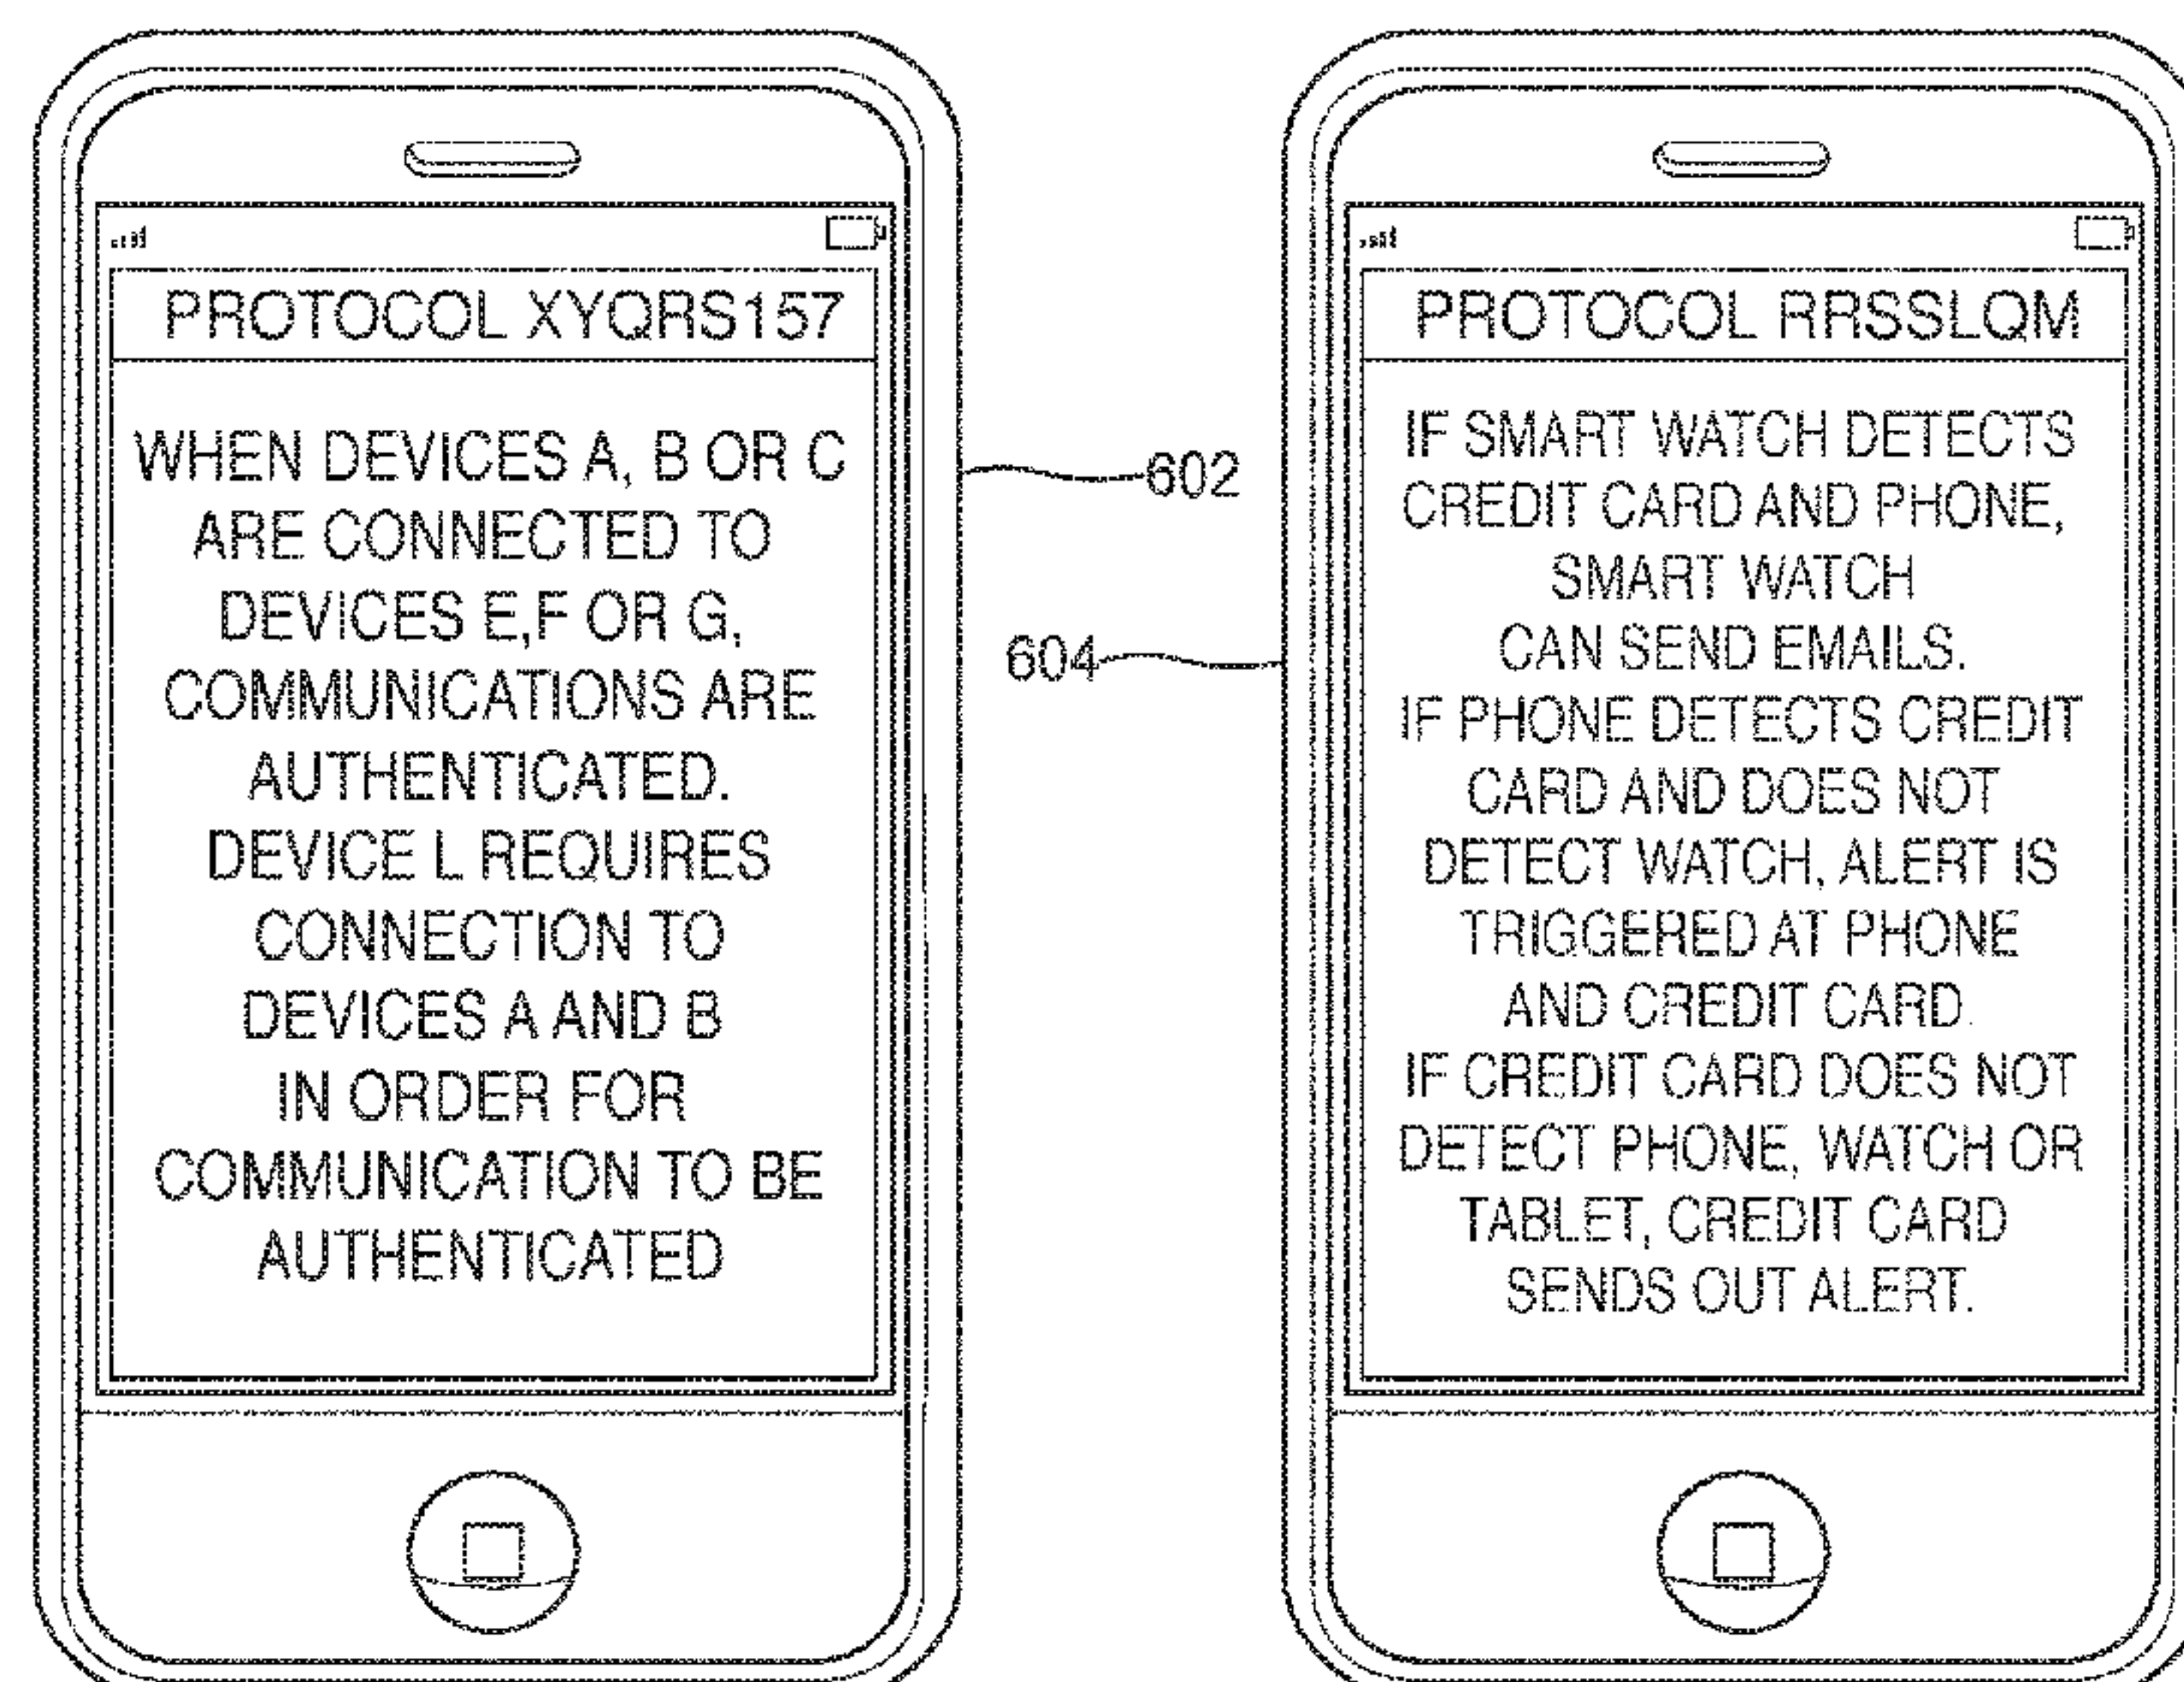 PROTOCOL XYQRS157
WHEN DEVICES A, B OR C
ARE CONNECTED TO
DEVICES E,F OR G,
COMMUNICATIONS ARE
AUTHENTICATED.
DEVICE L REQUIRES
CONNECTION TO
DEVICES A AND B
IN ORDER FOR
COMMUNICATION TO BE
AUTHENTICATED
602
604
PROTOCOL RRSSLQM
IF SMART WATCH DETECTS
CREDIT CARD AND PHONE,
SMART WATCH
CAN SEND EMAILS.
IF PHONE DETECTS CREDIT
CARD AND DOES NOT
DETECT WATCH, ALERT IS
TRIGGERED AT PHONE
AND CREDIT CARD.
IF CREDIT CARD DOES NOT
DETECT PHONE, WATCH OR
TABLET, CREDIT CARD
SENDS OUT ALERT.